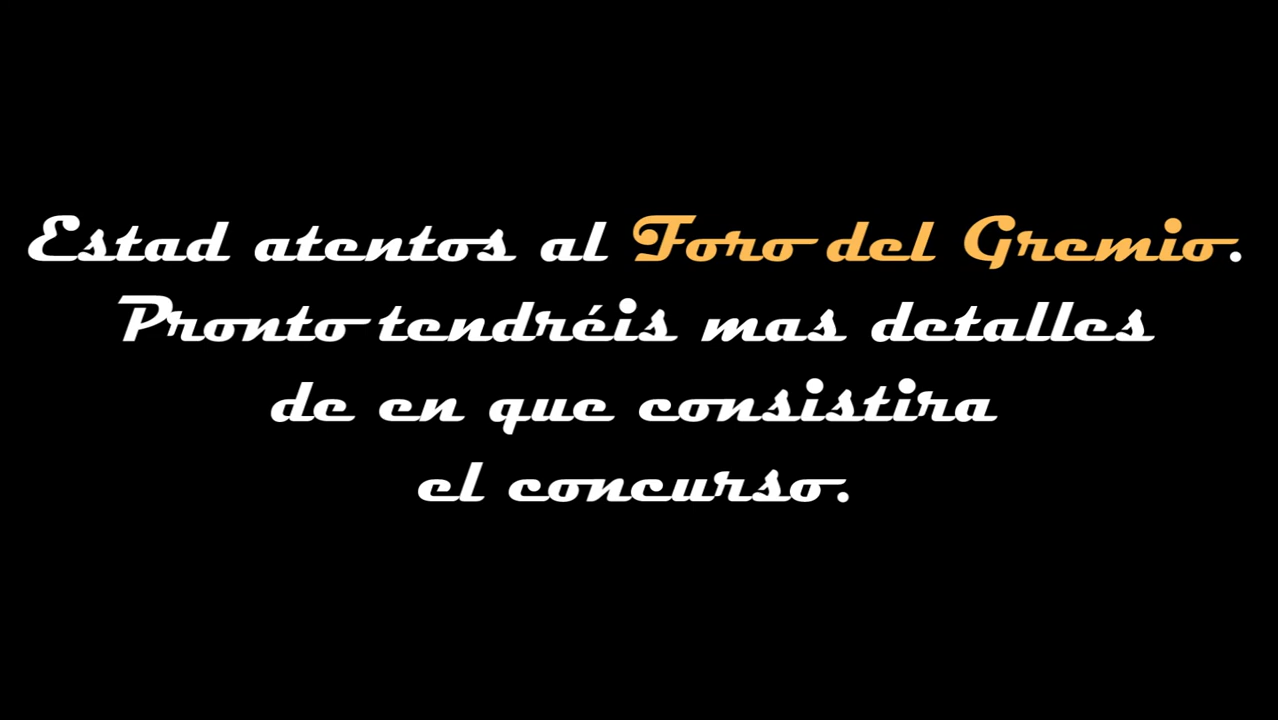 Estad atentos al Foro del Gremio.
Pronto tendréis mas detalles
de en que consistira
el concurso.